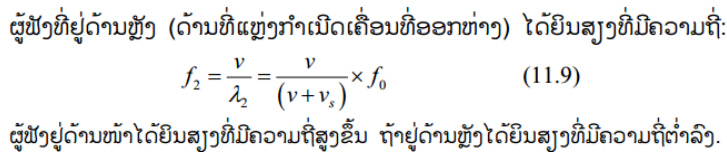 ຜູ້ຟັງທີ່ຢູ່ດ້ານຫຼັງ (ດ້ານທີ່ແຫຼ່ງກຳເນີດເຄື່ອນທີ່ອອກຫ່າງ) ໄດ້ຍິນສຽງທີ່ມີຄວາມຖີ່:
f₂ = v/λ₂ = v/(v+vₛ) × f₀ (11.9)
ຜູ້ຟັງຢູ່ດ້ານໜ້າໄດ້ຍິນສຽງທີ່ມີຄວາມຖີ່ສູງຂຶ້ນ ຖ້າຢູ່ດ້ານຫຼັງໄດ້ຍິນສຽງທີ່ມີຄວາມຖີ່ຕ່ຳລົງ.